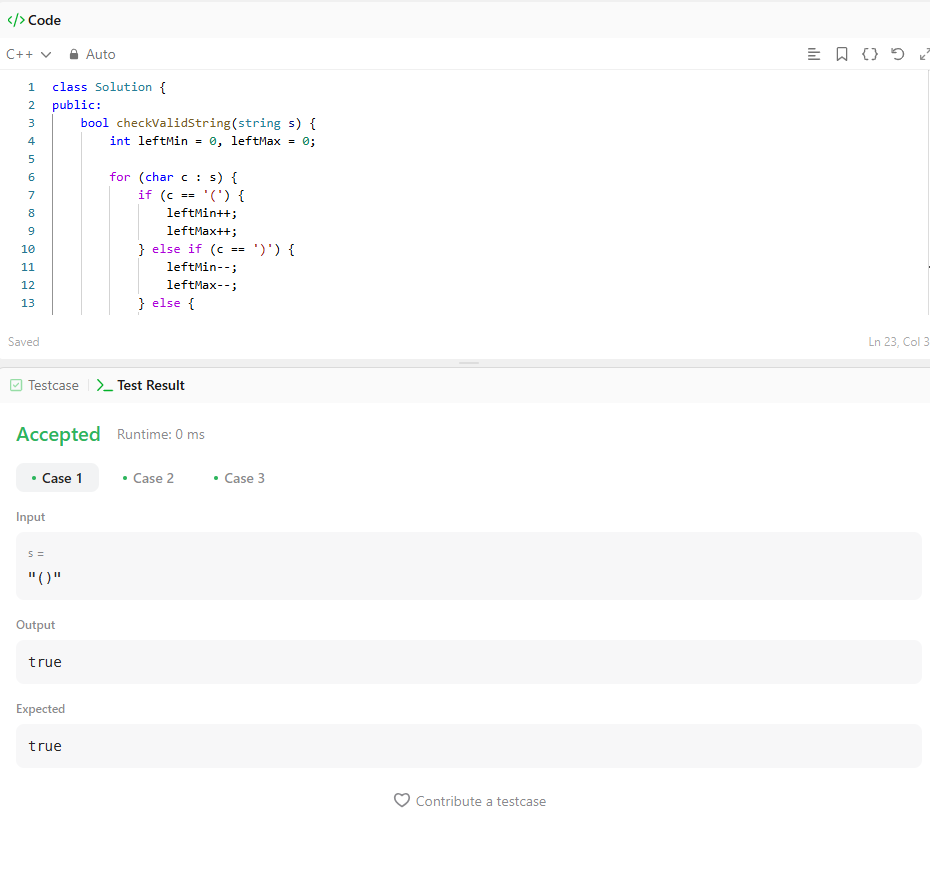 </> Code
C++ Auto
1 class Solution {
2 public:
3     bool checkValidString(string s) {
4         int leftMin = 0, leftMax = 0;
5
6         for (char c : s) {
7             if (c == '(') {
8                 leftMin++;
9                 leftMax++;
10             } else if (c == ')') {
11                 leftMin--;
12                 leftMax--;
13             } else {
Saved Ln 23, Col 3
Testcase Test Result
Accepted Runtime: 0 ms
Case 1 Case 2 Case 3
Input
s =
"()"
Output
true
Expected
true
Contribute a testcase